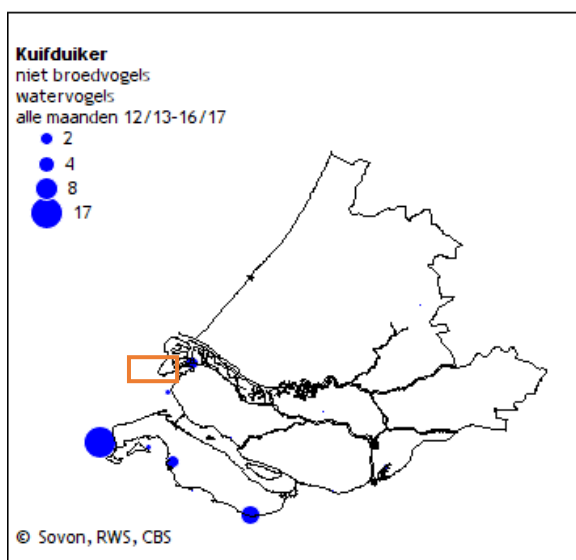 Kuifduiker
niet broedvogels
watervogels
alle maanden 12/13-16/17
2
4
8
17
© Sovon, RWS, CBS